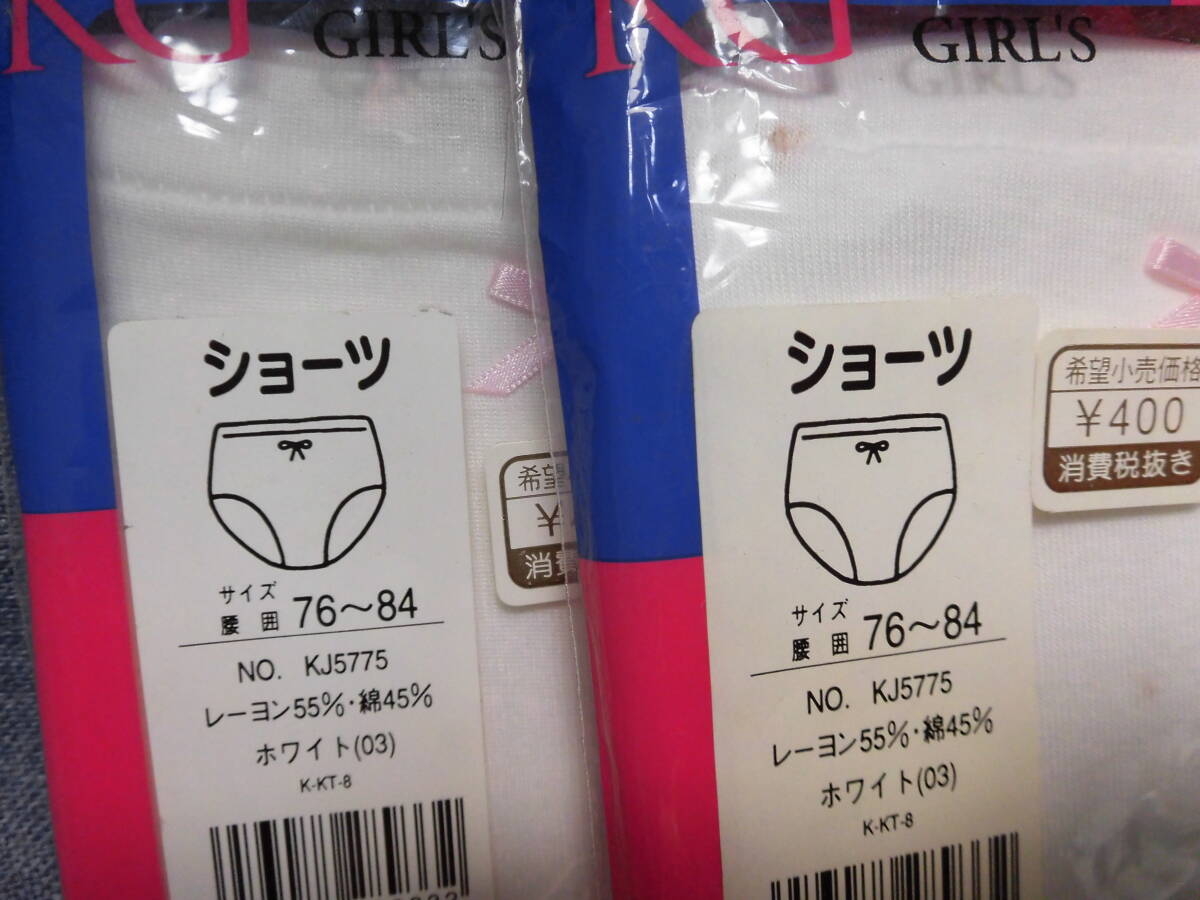 GIRL'S
ショーツ
希望
¥
消費
サイズ
腰囲 76～84
NO. KJ5775
レーヨン55%・綿45%
ホワイト(03)
K-KT-8
GIRL'S
ショーツ
希望小売価格
¥400
消費税抜き
サイズ
腰囲 76～84
NO. KJ5775
レーヨン55%・綿45%
ホワイト(03)
K-KT-8